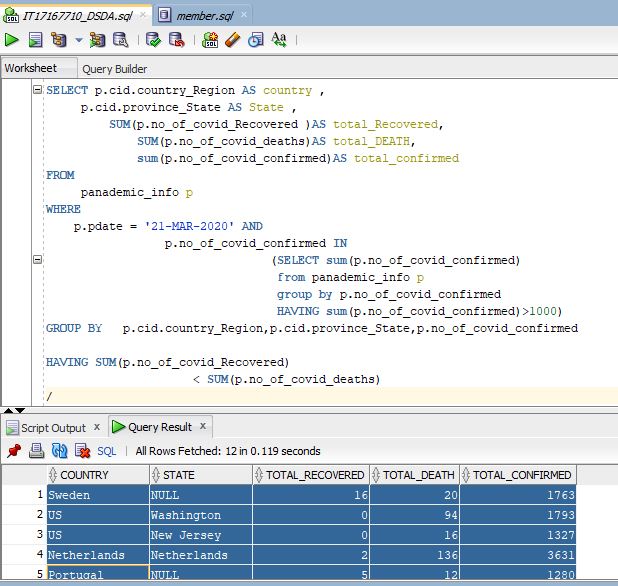 IT17167710_DSDA.sql × member.sql ×
Worksheet Query Builder
SELECT p.cid.country_Region AS country ,
p.cid.province_State AS State ,
SUM(p.no_of_covid_Recovered )AS total_Recovered,
SUM(p.no_of_covid_deaths)AS total_DEATH,
sum(p.no_of_covid_confirmed)AS total_confirmed
FROM
panademic_info p
WHERE
p.pdate = '21-MAR-2020' AND
p.no_of_covid_confirmed IN
(SELECT sum(p.no_of_covid_confirmed)
from panademic_info p
group by p.no_of_covid_confirmed
HAVING sum(p.no_of_covid_confirmed)>1000)
GROUP BY p.cid.country_Region,p.cid.province_State,p.no_of_covid_confirmed
HAVING SUM(p.no_of_covid_Recovered)
< SUM(p.no_of_covid_deaths)
/
Script Output x Query Result x
SQL | All Rows Fetched: 12 in 0.119 seconds
COUNTRY STATE TOTAL_RECOVERED TOTAL_DEATH TOTAL_CONFIRMED
1 Sweden NULL 16 20 1763
2 US Washington 0 94 1793
3 US New Jersey 0 16 1327
4 Netherlands Netherlands 2 136 3631
5 Portugal NULL 5 12 1280